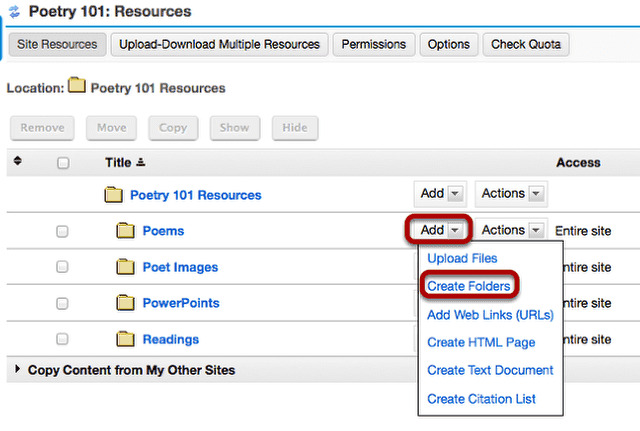 Poetry 101: Resources
Site Resources Upload-Download Multiple Resources Permissions Options Check Quota
Location: Poetry 101 Resources
Remove Move Copy Show Hide
Title Access
Poetry 101 Resources Add Actions
Poems Add Actions Entire site
Upload Files
Poet Images ntire site
Create Folders
PowerPoints ntire site
Add Web Links (URLs)
Readings ntire site
Create HTML Page
Copy Content from My Other Sites
Create Text Document
Create Citation List